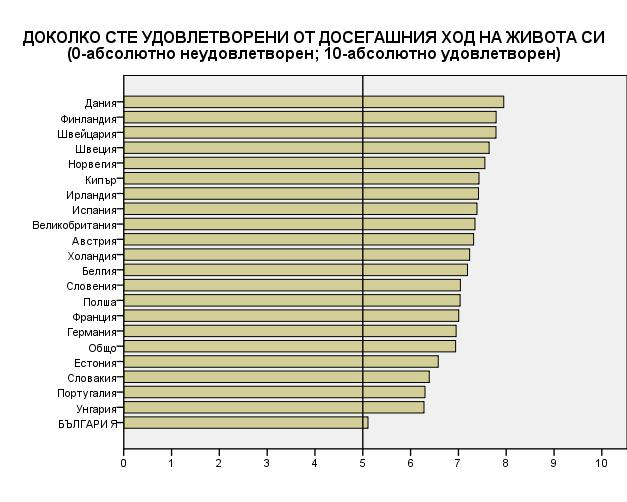 ДОКОЛКО СТЕ УДОВЛЕТВОРЕНИ ОТ ДОСЕГАШНИЯ ХОД НА ЖИВОТА СИ
(0-абсолютно неудовлетворен; 10-абсолютно удовлетворен)
Дания
Финландия
Швейцария
Швеция
Норвегия
Кипър
Ирландия
Испания
Великобритания
Австрия
Холандия
Белгия
Словения
Полша
Франция
Германия
Общо
Естония
Словакия
Португалия
Унгария
БЪЛГАРИЯ
0 1 2 3 4 5 6 7 8 9 10